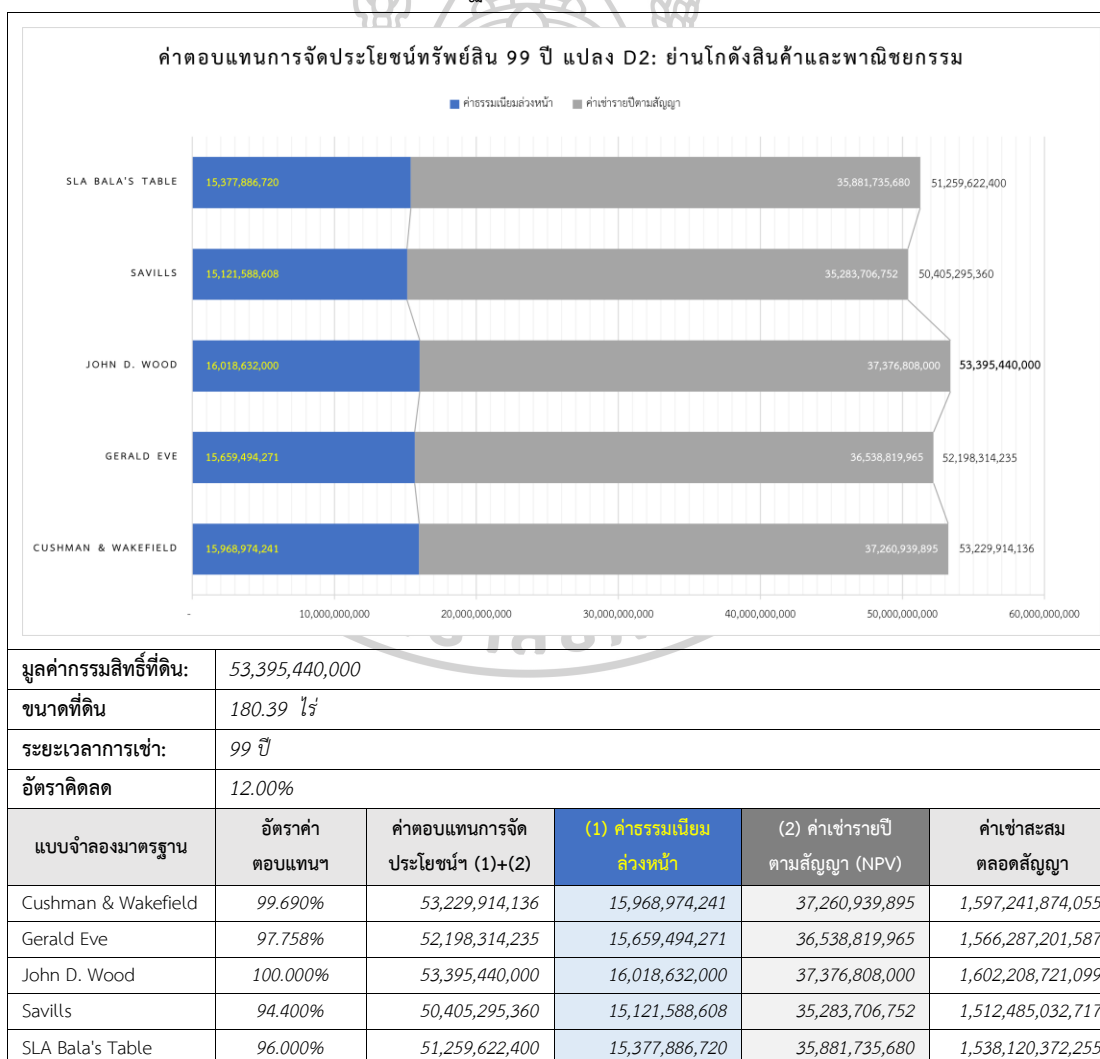 ค่าตอบแทนการจัดประโยชน์ทรัพย์สิน 99 ปี แปลง D2: ย่านโกดังสินค้าและพาณิชยกรรม
ค่าธรรมเนียมล่วงหน้า ค่าเช่ารายปีตามสัญญา
SLA BALA'S TABLE 15,377,886,720 35,881,735,680 51,259,622,400
SAVILLS 15,121,588,608 35,283,706,752 50,405,295,360
JOHN D. WOOD 16,018,632,000 37,376,808,000 53,395,440,000
GERALD EVE 15,659,494,271 36,538,819,965 52,198,314,235
CUSHMAN & WAKEFIELD 15,968,974,241 37,260,939,895 53,229,914,136
- 10,000,000,000 20,000,000,000 30,000,000,000 40,000,000,000 50,000,000,000 60,000,000,000
มูลค่ากรรมสิทธิ์ที่ดิน: 53,395,440,000
ขนาดที่ดิน 180.39 ไร่
ระยะเวลาการเช่า: 99 ปี
อัตราคิดลด 12.00%
แบบจำลองมาตรฐาน อัตราค่า ค่าตอบแทนการจัด (1) ค่าธรรมเนียม (2) ค่าเช่ารายปี ค่าเช่าสะสม
ตอบแทนฯ ประโยชน์ฯ (1)+(2) ล่วงหน้า ตามสัญญา (NPV) ตลอดสัญญา
Cushman & Wakefield 99.690% 53,229,914,136 15,968,974,241 37,260,939,895 1,597,241,874,055
Gerald Eve 97.758% 52,198,314,235 15,659,494,271 36,538,819,965 1,566,287,201,587
John D. Wood 100.000% 53,395,440,000 16,018,632,000 37,376,808,000 1,602,208,721,099
Savills 94.400% 50,405,295,360 15,121,588,608 35,283,706,752 1,512,485,032,717
SLA Bala's Table 96.000% 51,259,622,400 15,377,886,720 35,881,735,680 1,538,120,372,255